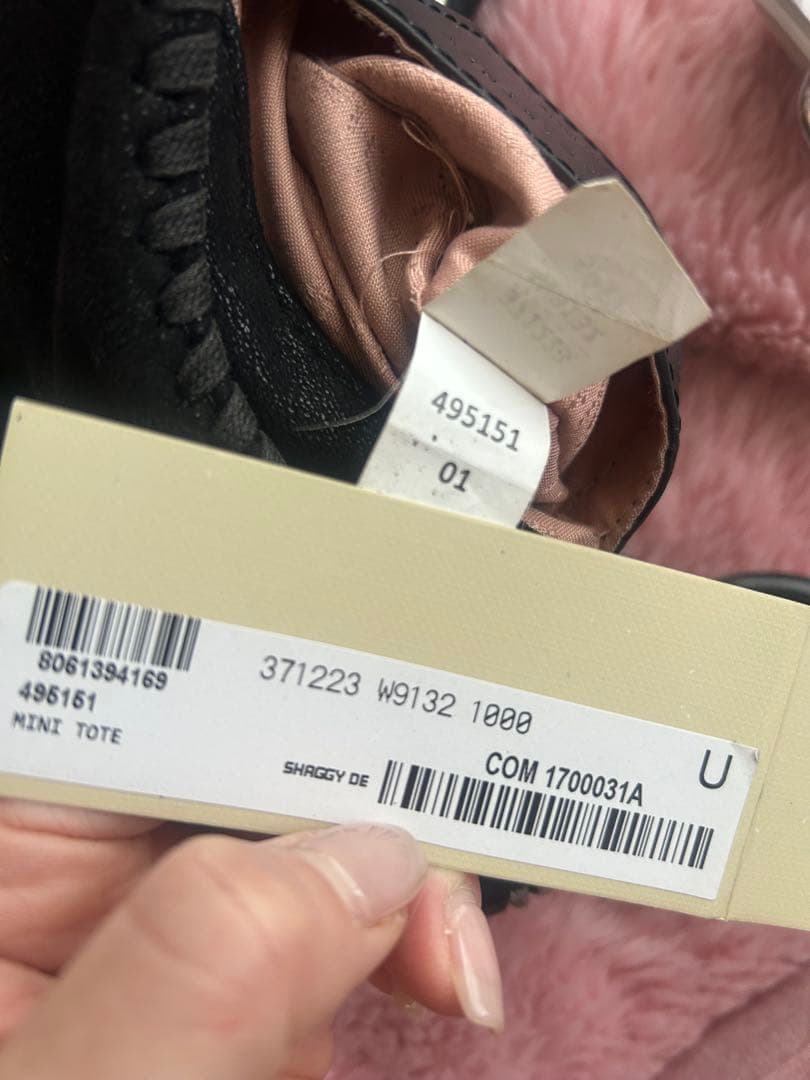 495151
01
8061394169
495151
MINI TOTE
371223 W9132 1000
SHAGGY DE
COM 1700031A
U